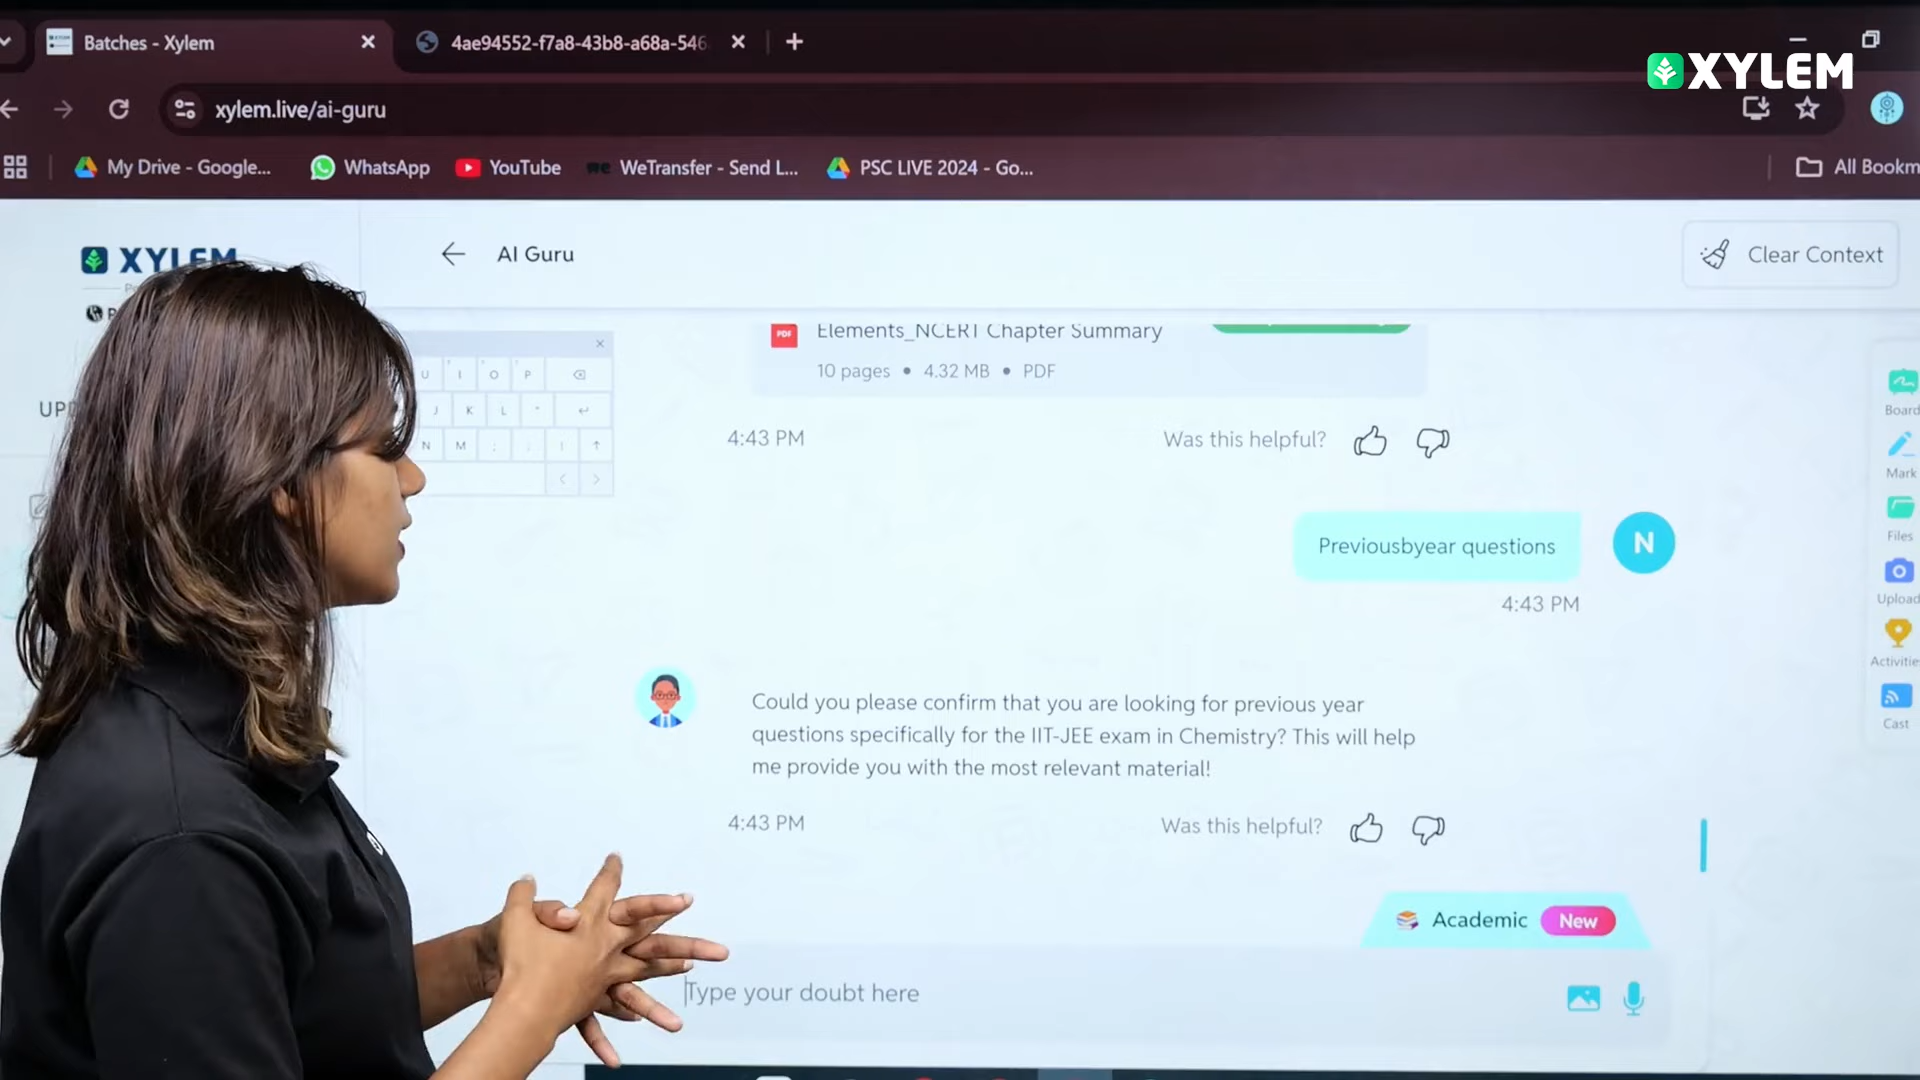 Batches - Xylem
4ae94552-f7a8-43b8-a68a-546
XYLEM
xylem.live/ai-guru
My Drive - Google...
WhatsApp
YouTube
WeTransfer - Send L...
PSC LIVE 2024 - Go...
All Bookm
XYLEM
AI Guru
Clear Context
PDF
Elements_NCERT Chapter Summary
10 pages • 4.32 MB • PDF
U I O P
J K L
N M
4:43 PM
Was this helpful?
Previousbyear questions
N
4:43 PM
Could you please confirm that you are looking for previous year
questions specifically for the IIT-JEE exam in Chemistry? This will help
me provide you with the most relevant material!
4:43 PM
Was this helpful?
Academic
New
Type your doubt here
Board
Mark
Files
Upload
Activitie
Cast